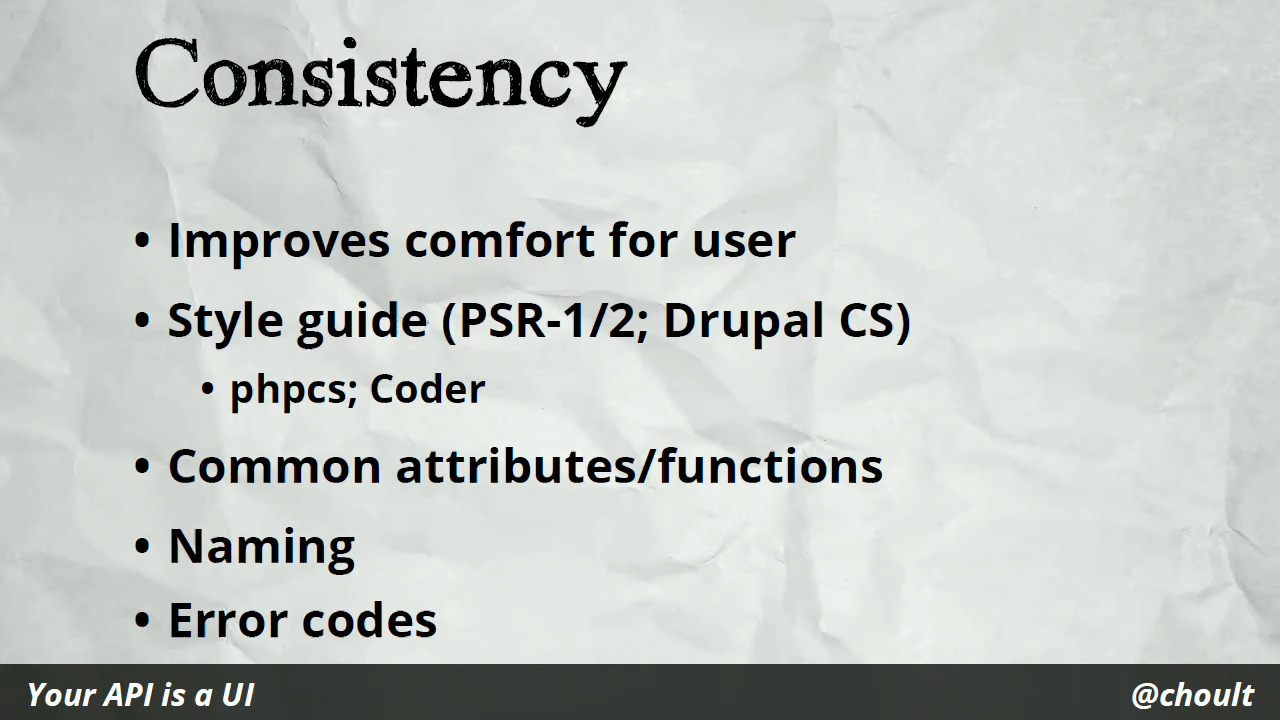 Consistency
• Improves comfort for user
• Style guide (PSR-1/2; Drupal CS)
• phpcs; Coder
• Common attributes/functions
• Naming
• Error codes
Your API is a UI
@choult